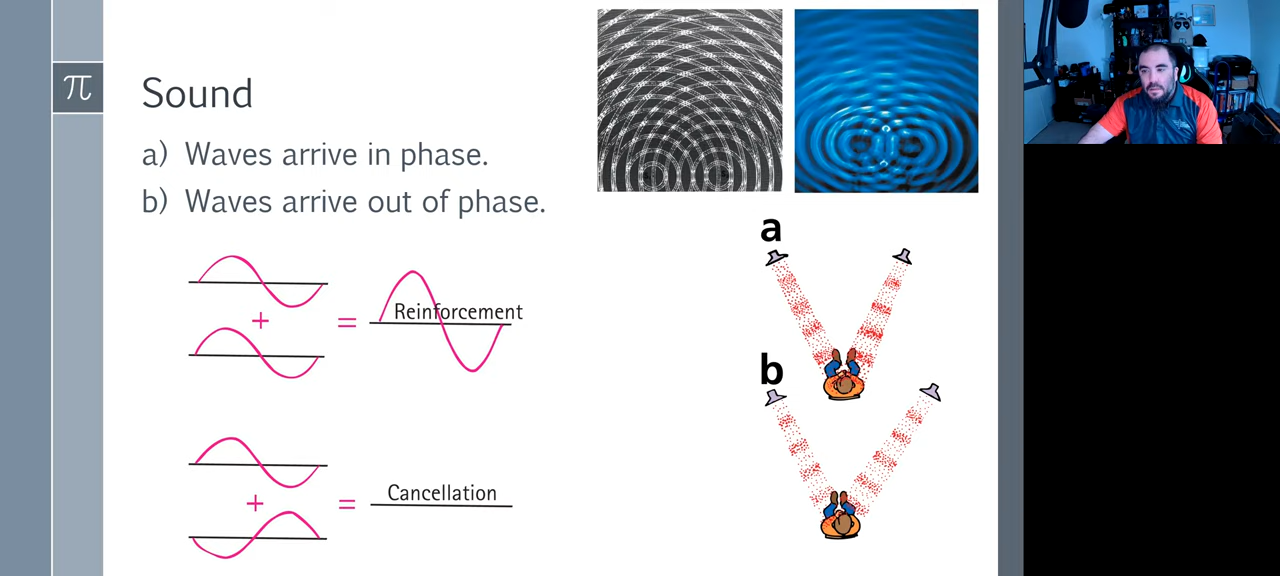 π
Sound
a) Waves arrive in phase.
b) Waves arrive out of phase.
+
=
Reinforcement
+
=
Cancellation
a
b